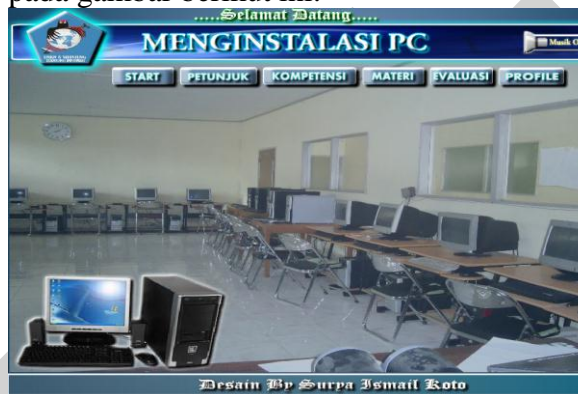 pada gambar berikut ini:
.....Selamat Datang.....
MENGINSTALASI PC
Musik O
START PETUNJUK KOMPETENSI MATERI EVALUASI PROFILE
Desain By Surya Ismail Koto